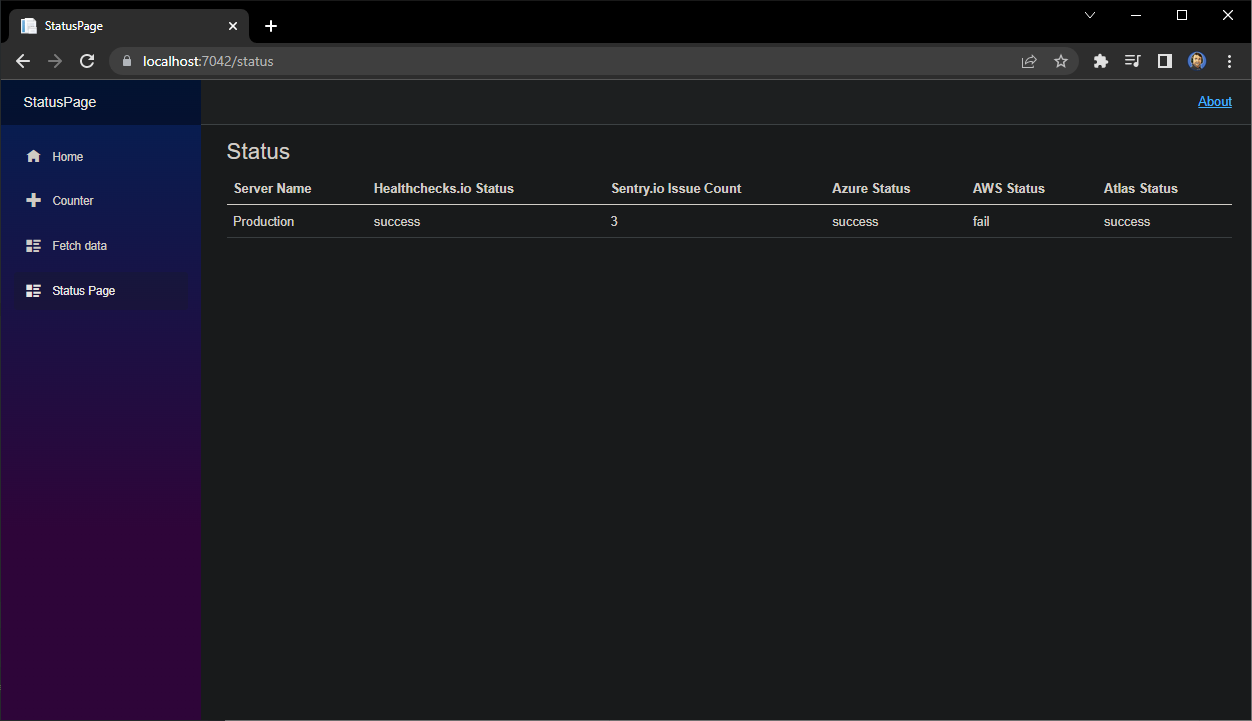 StatusPage
localhost:7042/status
StatusPage
About
Home
Counter
Fetch data
Status Page
Status
Server Name Healthchecks.io Status Sentry.io Issue Count Azure Status AWS Status Atlas Status
Production success 3 success fail success